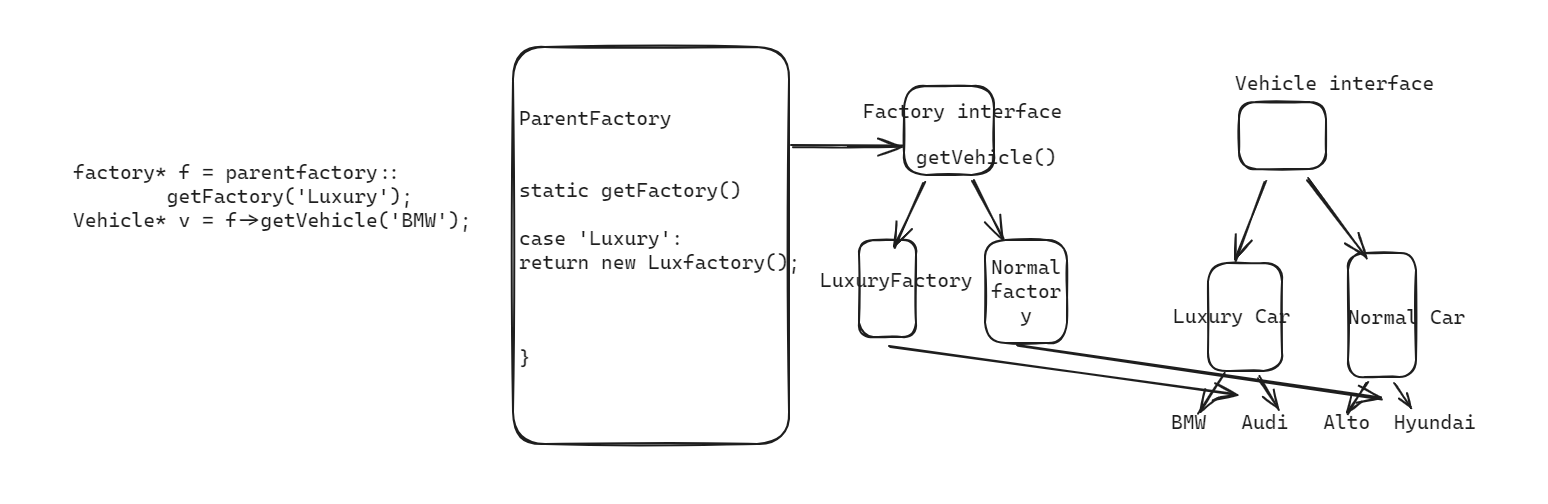 factory* f = parentfactory::
getFactory('Luxury');
Vehicle* v = f->getVehicle('BMW');
ParentFactory
static getFactory()
case 'Luxury':
return new Luxfactory();
}
Factory interface
getVehicle()
LuxuryFactory
Normal
factor
y
Vehicle interface
Luxury Car
Normal Car
BMW
Audi
Alto
Hyundai